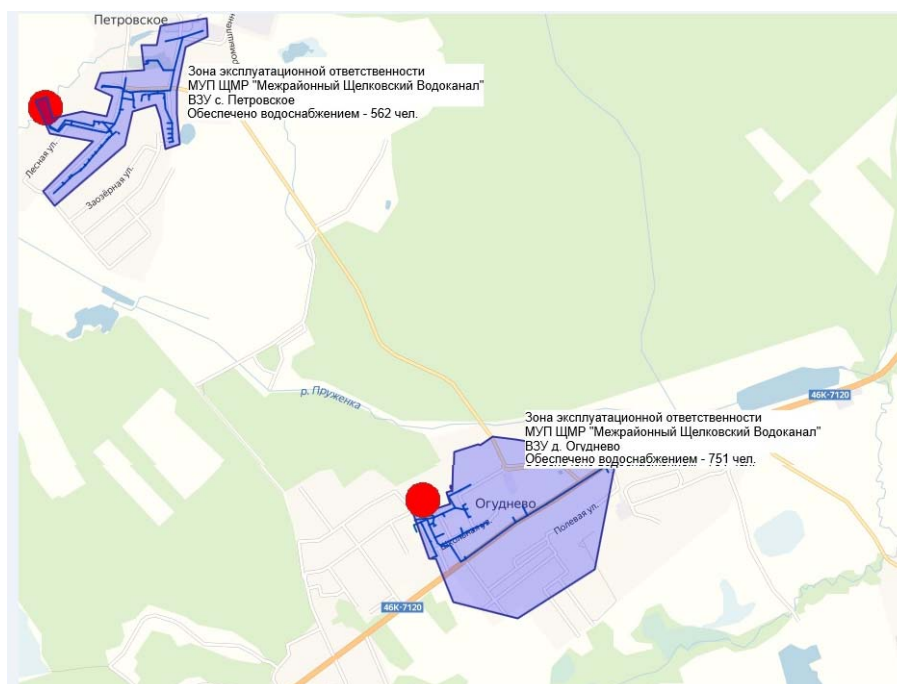 Петровское
Зона эксплуатационной ответственности
МУП ЩМР "Межрайонный Щелковский Водоканал"
ВЗУ с. Петровское
Обеспечено водоснабжением - 562 чел.
Лесная ул.
Заозёрная ул.
р. Пруженка
46К-7120
Зона эксплуатационной ответственности
МУП ЩМР "Межрайонный Щелковский Водоканал"
ВЗУ д. Огуднево
Обеспечено водоснабжением - 751 чел.
Огуднево
Полевая ул.
46К-7120